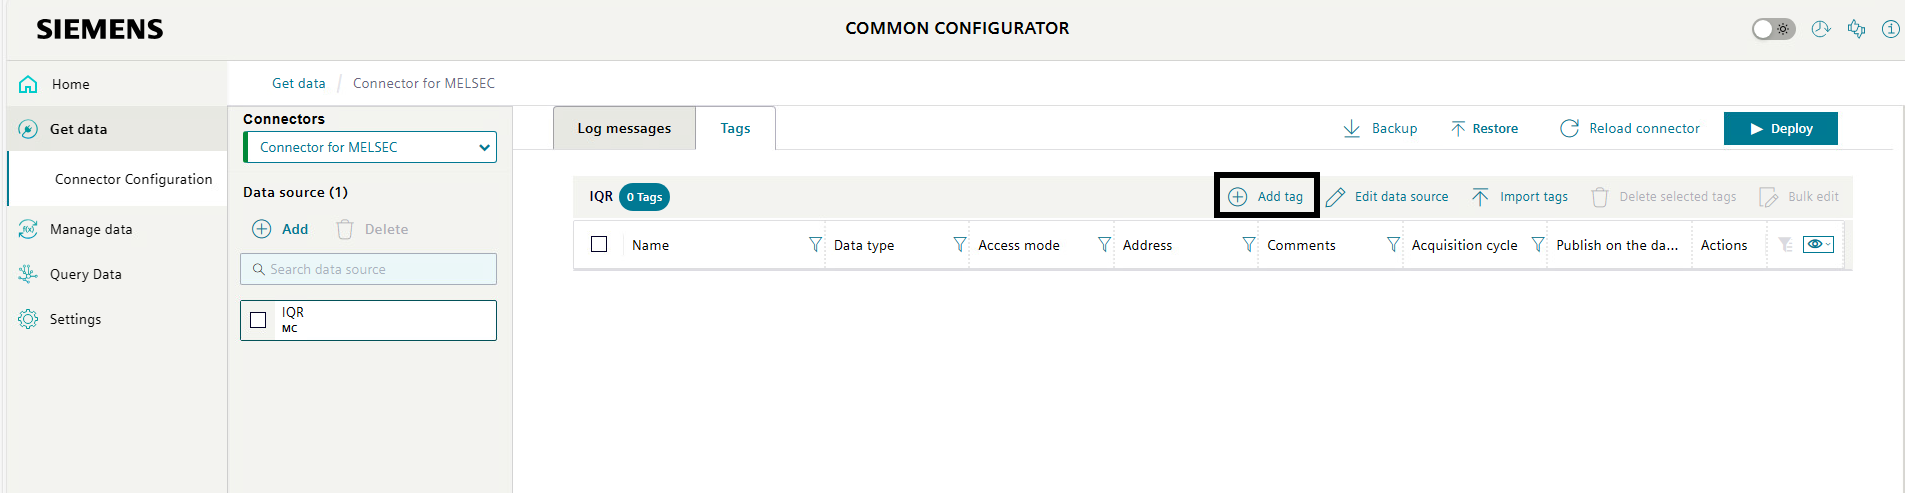 SIEMENS
COMMON CONFIGURATOR
Home
Get data
Connector Configuration
Manage data
Query Data
Settings
Get data / Connector for MELSEC
Connectors
Connector for MELSEC
Data source (1)
Add Delete
Search data source
IQR
MC
Log messages Tags
Backup Restore Reload connector Deploy
IQR 0 Tags Add tag Edit data source Import tags Delete selected tags Bulk edit
Name Data type Access mode Address Comments Acquisition cycle Publish on the da... Actions